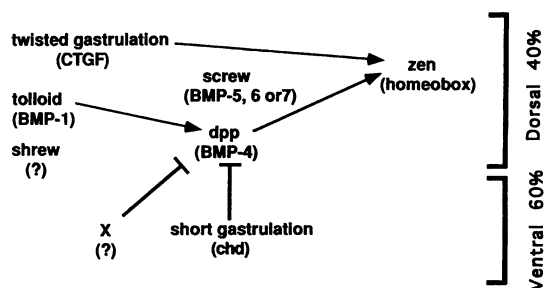 twisted gastrulation
(CTGF)
zen
(homeobox)
screw
(BMP-5, 6 or7)
tolloid
(BMP-1)
dpp
(BMP-4)
shrew
(?)
X
(?)
short gastrulation
(chd)
Dorsal 40%
Ventral 60%